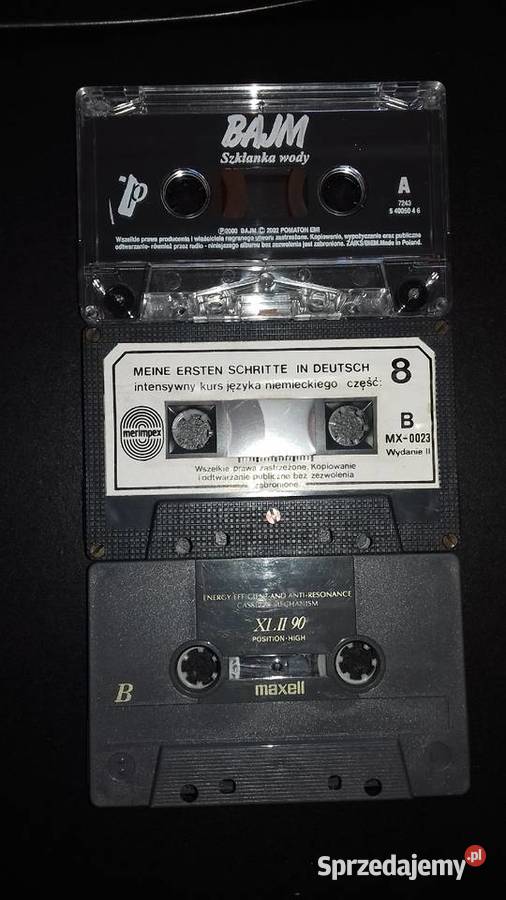 BAJM
Szklanka wody
A
7243
5 40050 4 6
Ⓟ2000 BAJM, © 2002 POMATON EMI
Wszelkie prawa producenta i właściciela nagranego utworu zastrzeżone. Kopiowanie, wypożyczanie oraz publiczne
odtwarzanie- również przez radio - niniejszego albumu bez zezwolenia jest zabronione. ZAiKS/BIEM.Made in Poland.
MEINE ERSTEN SCHRITTE IN DEUTSCH 8
intensywny kurs języka niemieckiego część:
merimpex
B
MX-0023
Wydanie II
Wszelkie prawa zastrzeżone. Kopiowanie
i odtwarzanie publiczne bez zezwolenia
zabronione.
ENERGY EFFICIENT AND ANTI-RESONANCE
CASSETTE MECHANISM
XLII 90
POSITION·HIGH
B
maxell
Sprzedajemy.pl